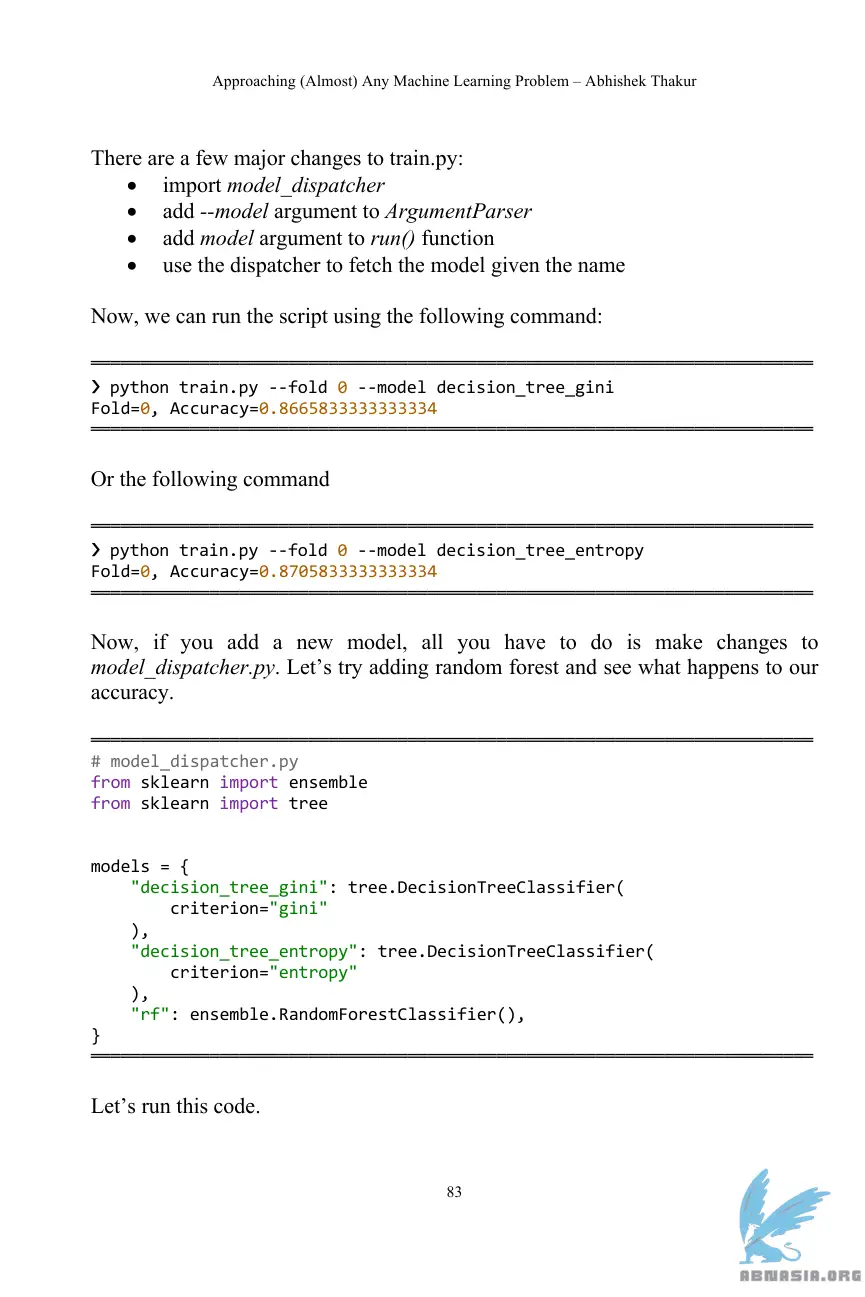 Approaching (Almost) Any Machine Learning Problem – Abhishek Thakur
There are a few major changes to train.py:
• import model_dispatcher
• add --model argument to ArgumentParser
• add model argument to run() function
• use the dispatcher to fetch the model given the name
Now, we can run the script using the following command:
❯ python train.py --fold 0 --model decision_tree_gini
Fold=0, Accuracy=0.8665833333333334
Or the following command
❯ python train.py --fold 0 --model decision_tree_entropy
Fold=0, Accuracy=0.8705833333333334
Now, if you add a new model, all you have to do is make changes to
model_dispatcher.py. Let’s try adding random forest and see what happens to our
accuracy.
# model_dispatcher.py
from sklearn import ensemble
from sklearn import tree
models = {
    "decision_tree_gini": tree.DecisionTreeClassifier(
        criterion="gini"
    ),
    "decision_tree_entropy": tree.DecisionTreeClassifier(
        criterion="entropy"
    ),
    "rf": ensemble.RandomForestClassifier(),
}
Let’s run this code.
83
ABNASIA.ORG